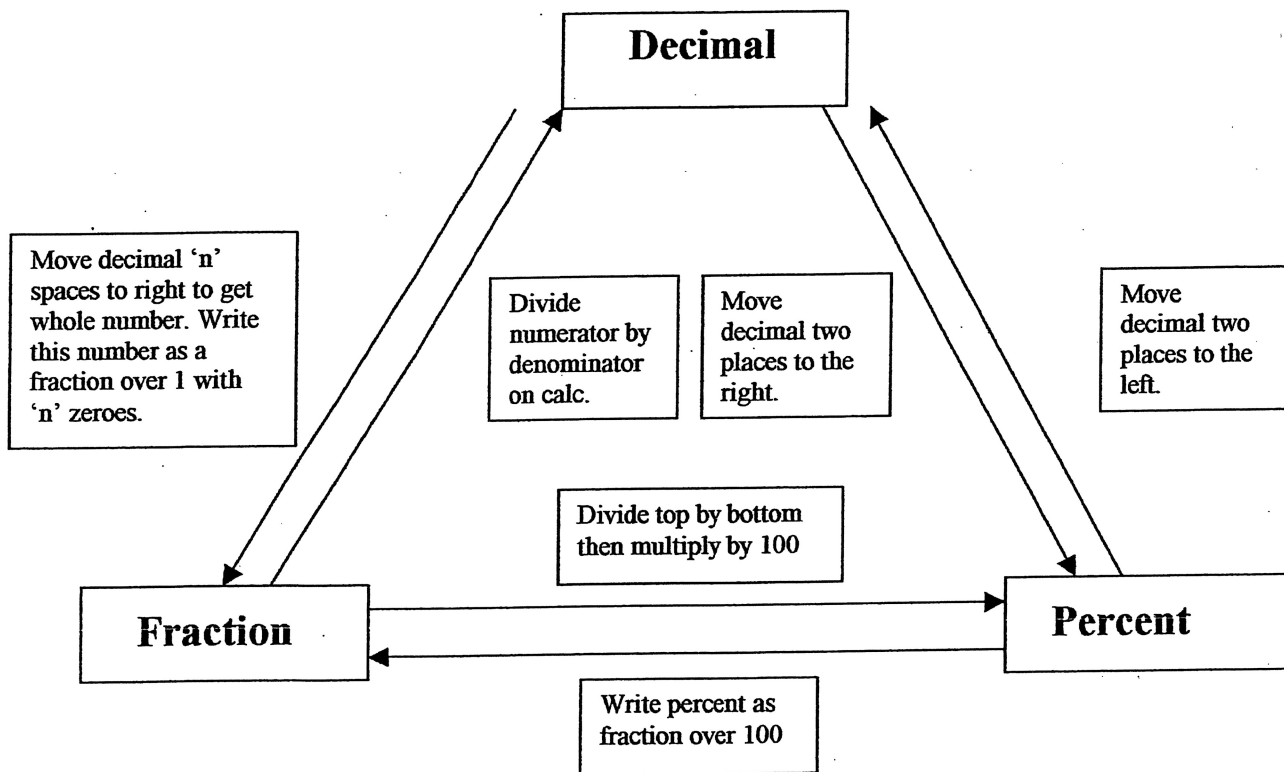 Decimal
Move decimal ‘n’
spaces to right to get
whole number. Write
this number as a
fraction over 1 with
‘n’ zeroes.
Divide
numerator by
denominator
on calc.
Move
decimal two
places to the
right.
Move
decimal two
places to the
left.
Divide top by bottom
then multiply by 100
Fraction
Percent
Write percent as
fraction over 100